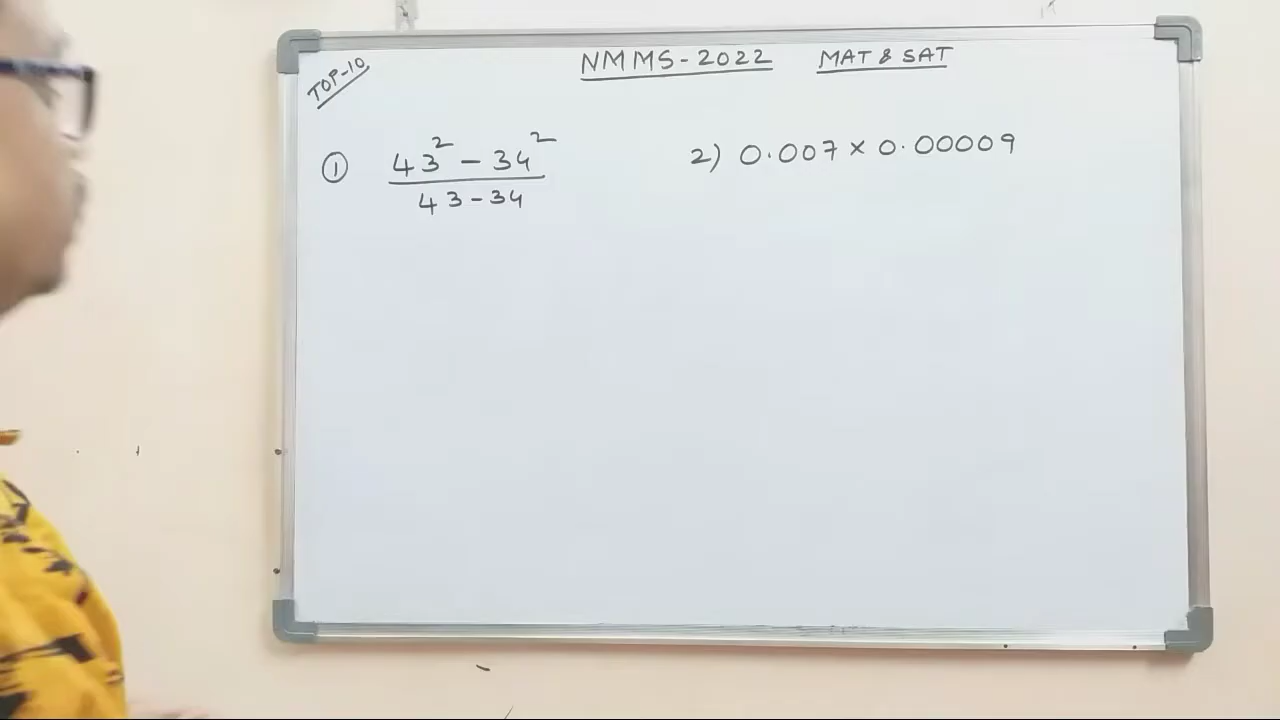 TOP-10
NMMS-2022 MAT & SAT
① 43² - 34²
43-34
2) 0.007 × 0.00009